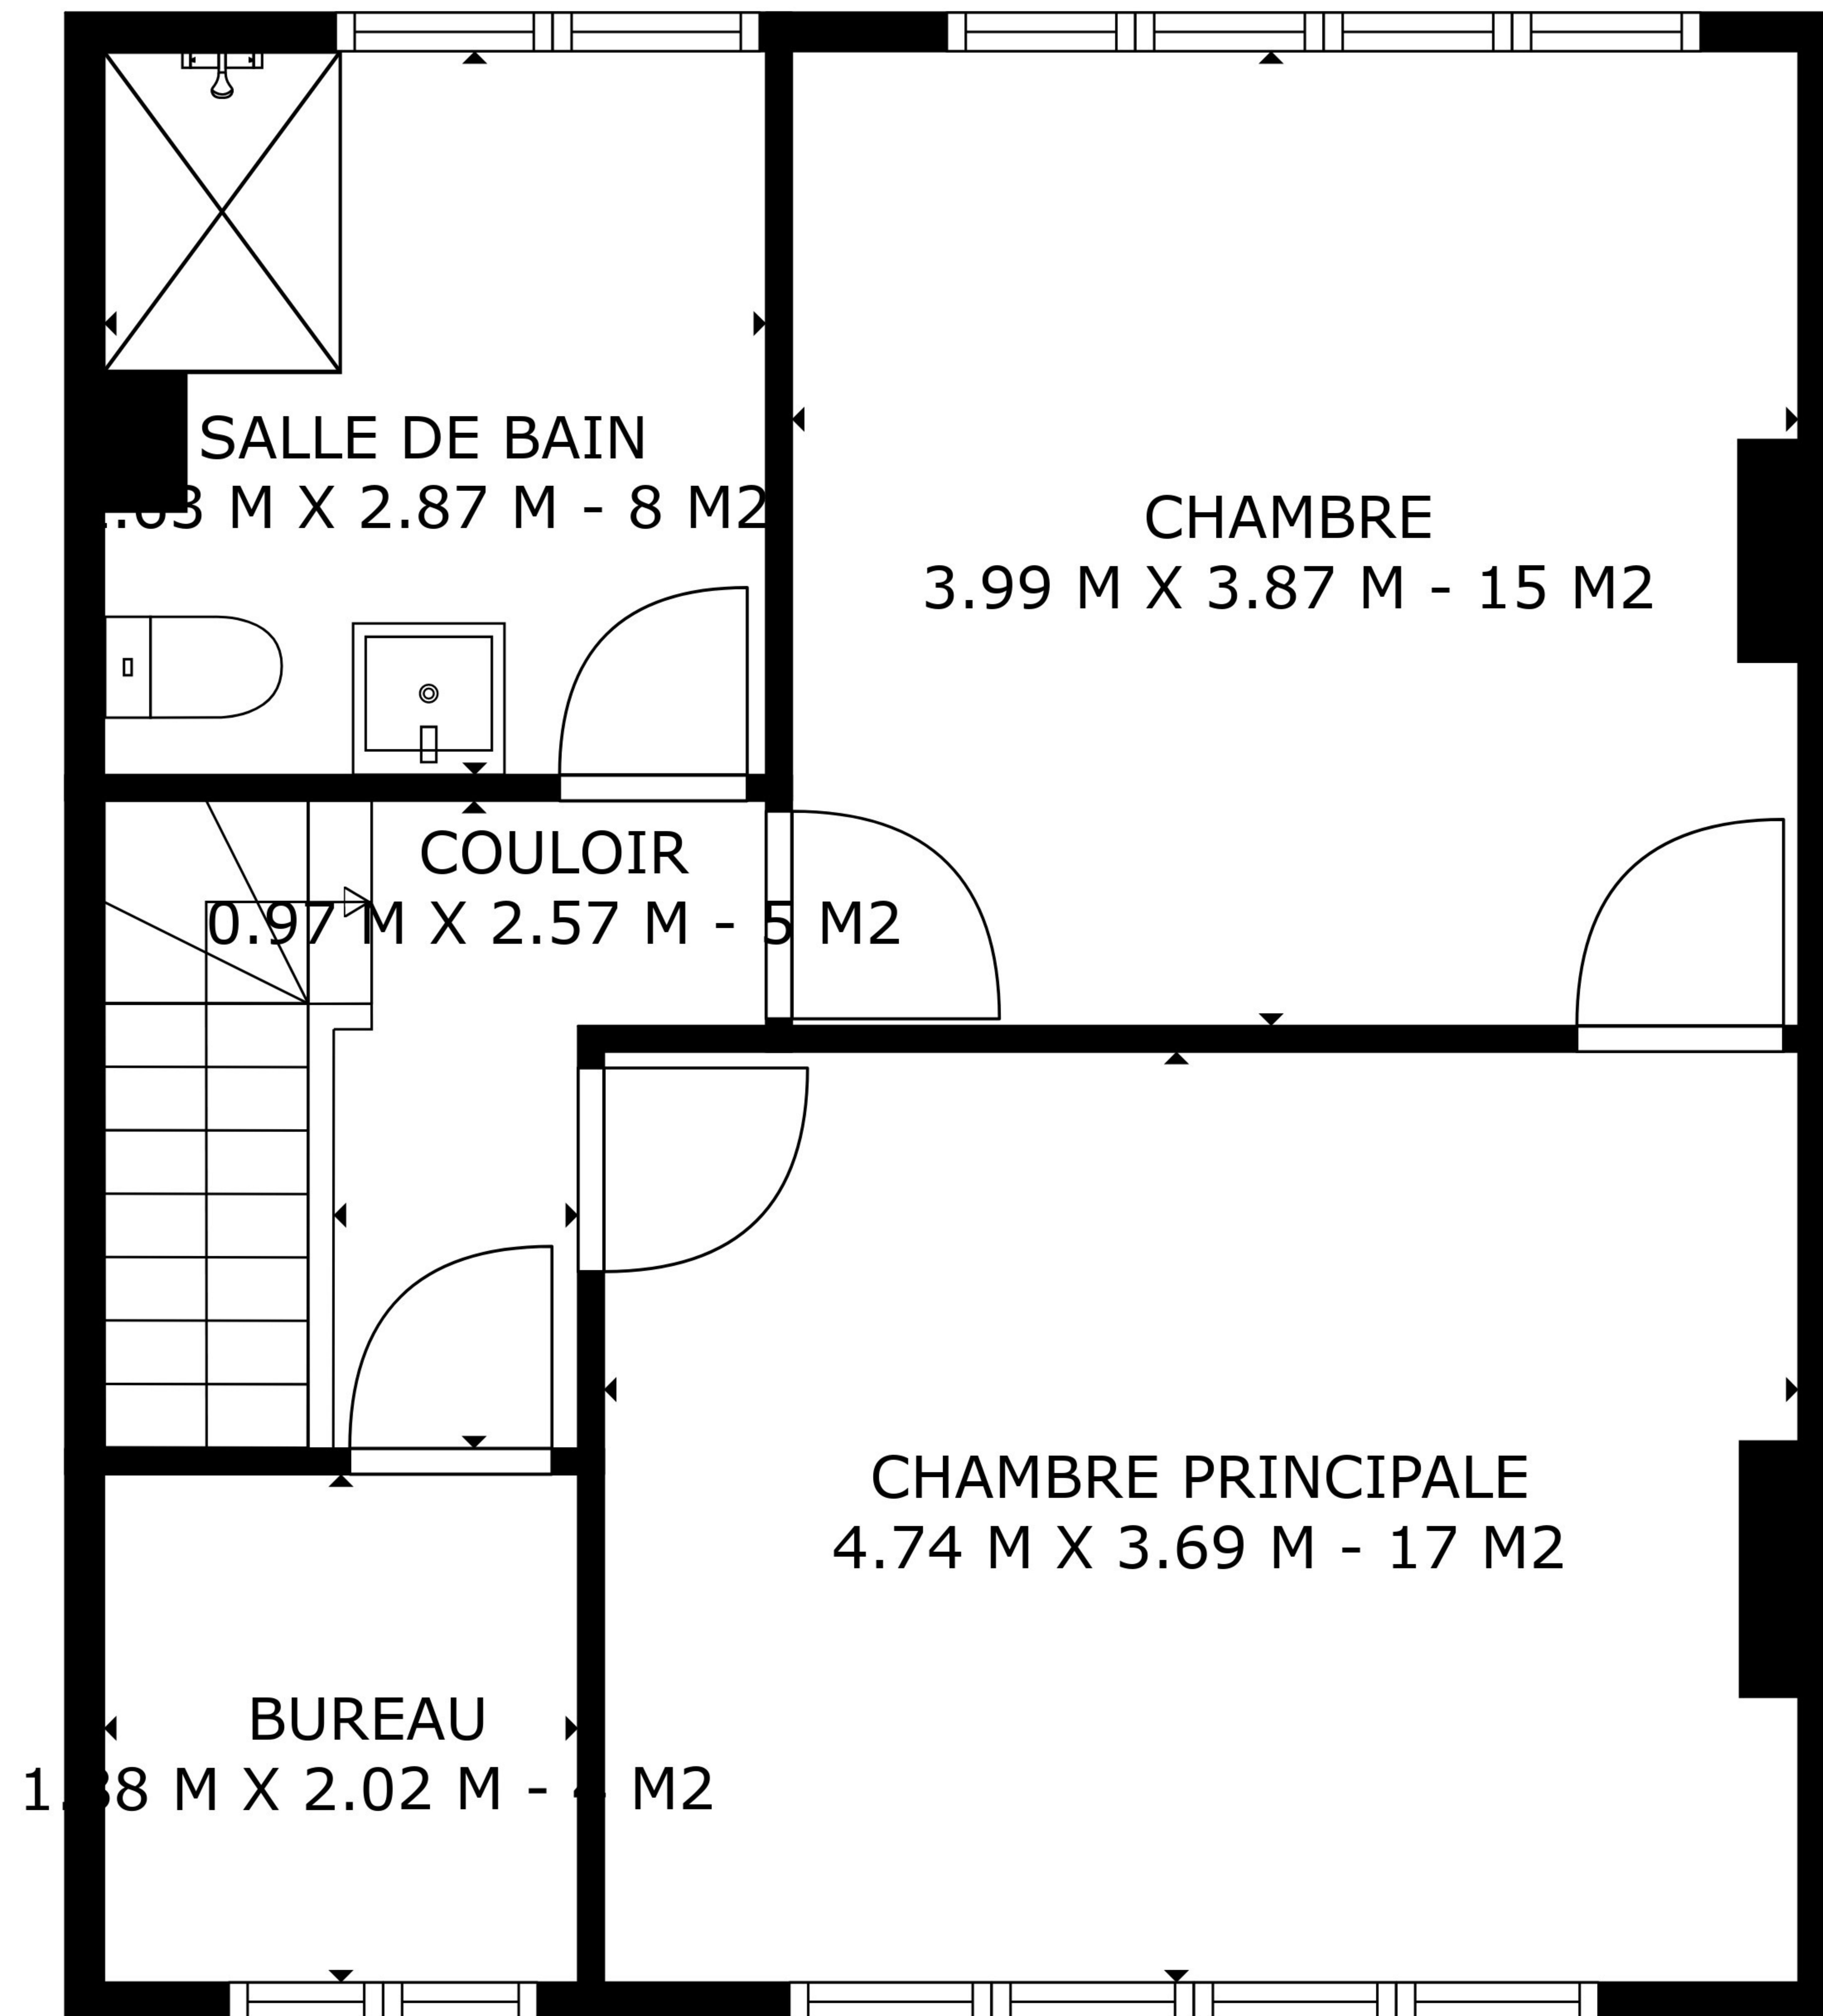 SALLE DE BAIN
M X 2.87 M - 8 M2
CHAMBRE
3.99 M X 3.87 M - 15 M2
COULOIR
0.97 M X 2.57 M - 5 M2
CHAMBRE PRINCIPALE
4.74 M X 3.69 M - 17 M2
BUREAU
M X 2.02 M - M2